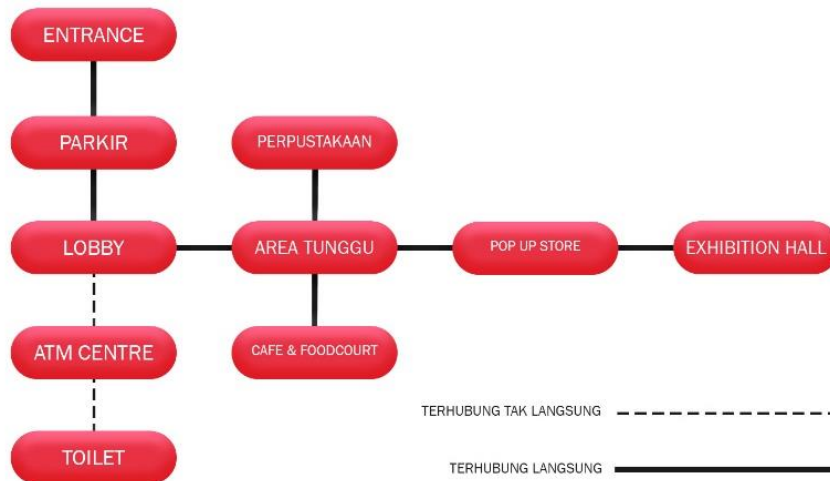 ENTRANCE
PARKIR
PERPUSTAKAAN
LOBBY
AREA TUNGGU
POP UP STORE
EXHIBITION HALL
ATM CENTRE
CAFE & FOODCOURT
TERHUBUNG TAK LANGSUNG
TOILET
TERHUBUNG LANGSUNG